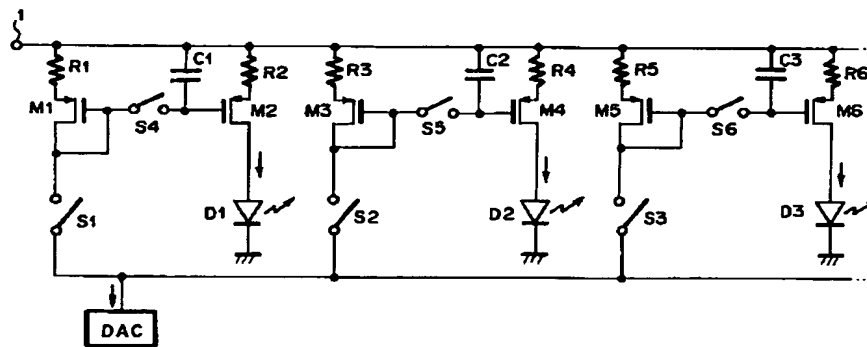 1
R1 C1 R2 R3 C2 R4 R5 C3 R6
M1 S4 M2 M3 S5 M4 M5 S6 M6
S1 D1 S2 D2 S3 D3
DAC